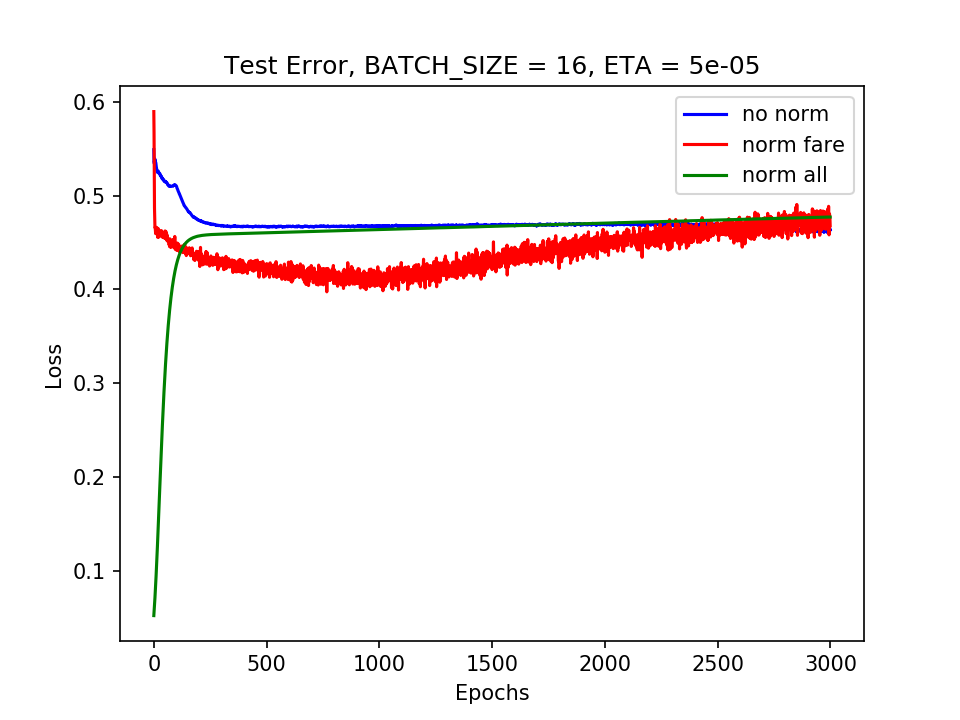 Test Error, BATCH_SIZE = 16, ETA = 5e-05
no norm
norm fare
norm all
Loss
0.6
0.5
0.4
0.3
0.2
0.1
0 500 1000 1500 2000 2500 3000
Epochs